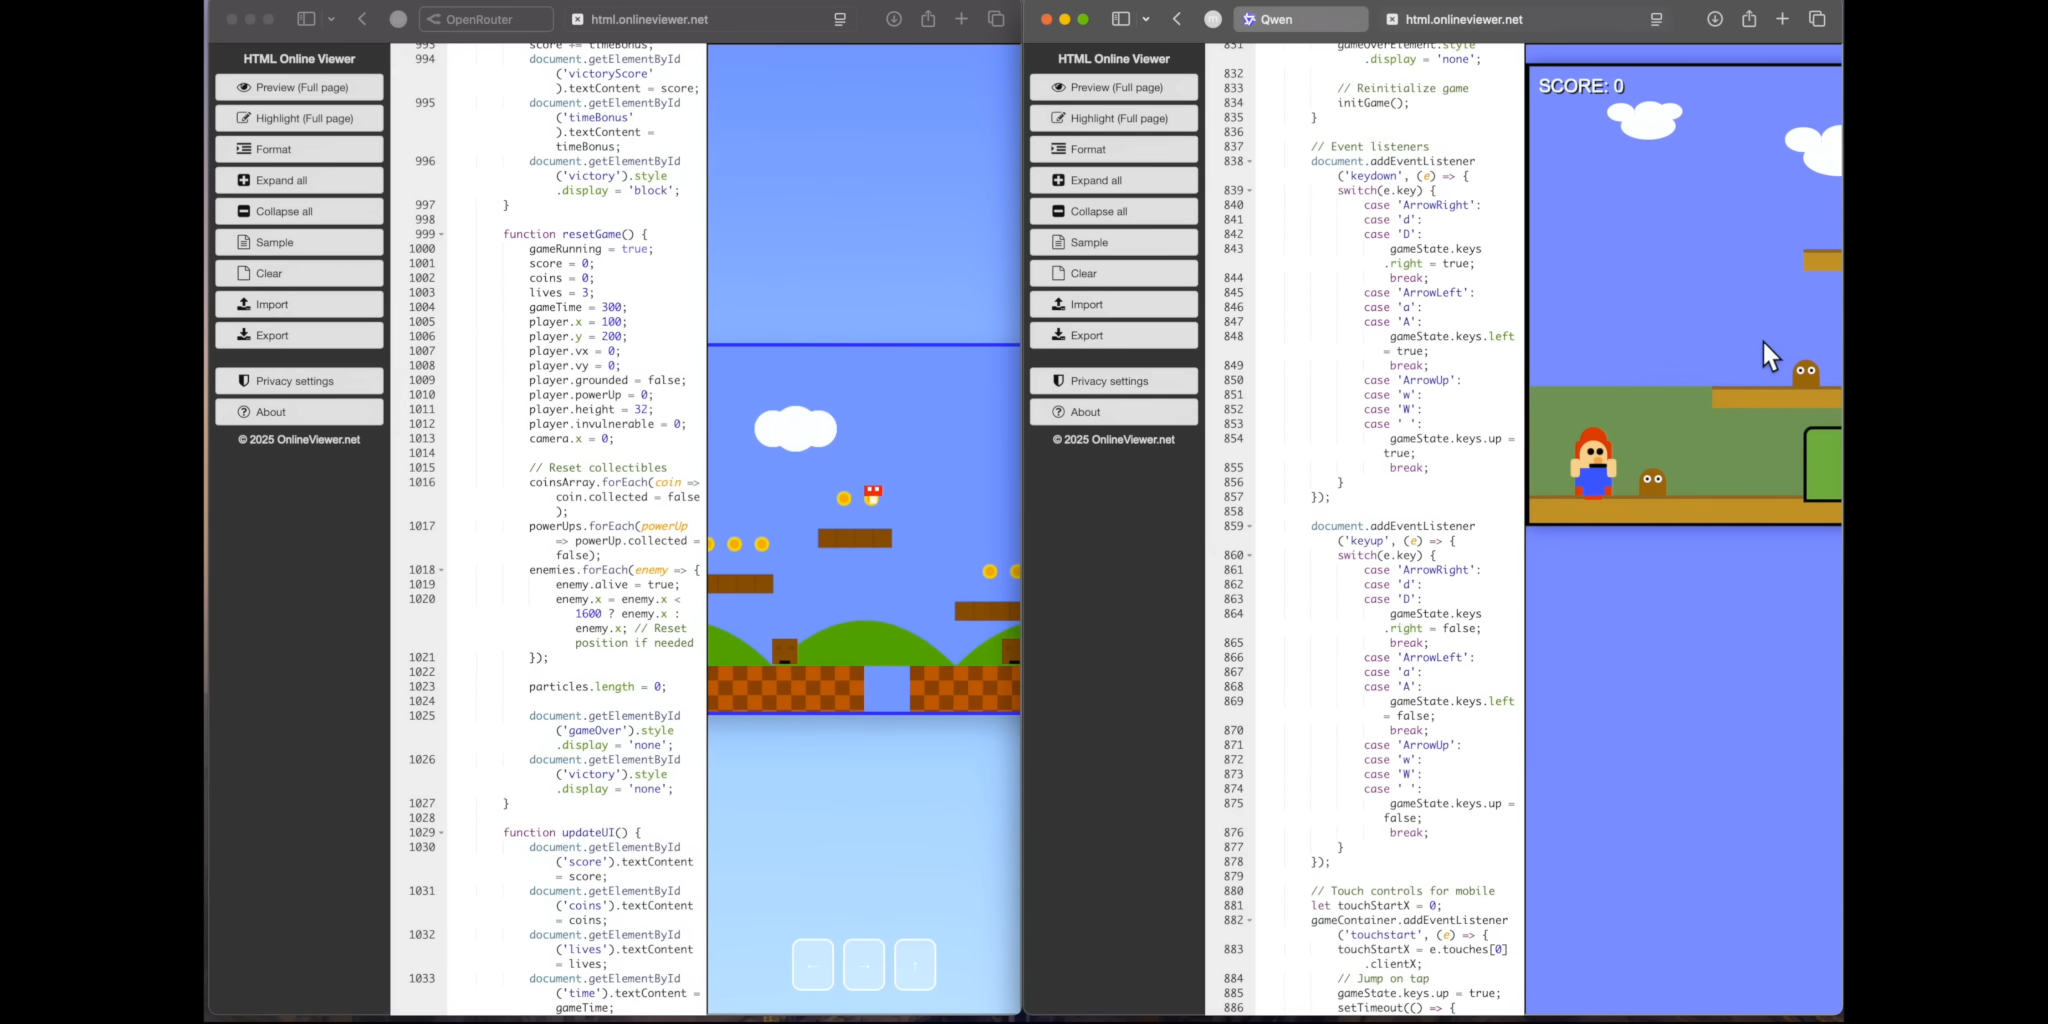 OpenRouter
html.onlineviewer.net
HTML Online Viewer
Preview (Full page)
Highlight (Full page)
Format
Expand all
Collapse all
Sample
Clear
Import
Export
Privacy settings
About
© 2025 OnlineViewer.net
993 score += timeBonus;
994 document.getElementById
('victoryScore'
).textContent = score;
995 document.getElementById
('timeBonus'
).textContent =
timeBonus;
996 document.getElementById
('victory').style
.display = 'block';
997 }
998
999 function resetGame() {
1000 gameRunning = true;
1001 score = 0;
1002 coins = 0;
1003 lives = 3;
1004 gameTime = 300;
1005 player.x = 100;
1006 player.y = 200;
1007 player.vx = 0;
1008 player.vy = 0;
1009 player.grounded = false;
1010 player.powerUp = 0;
1011 player.height = 32;
1012 player.invulnerable = 0;
1013 camera.x = 0;
1014
1015 // Reset collectibles
1016 coinsArray.forEach(coin =>
coin.collected = false
);
1017 powerUps.forEach(powerUp
=> powerUp.collected =
false);
1018 enemies.forEach(enemy => {
1019 enemy.alive = true;
1020 enemy.x = enemy.x <
1600 ? enemy.x :
enemy.x; // Reset
position if needed
1021 });
1022
1023 particles.length = 0;
1024
1025 document.getElementById
('gameOver').style
.display = 'none';
1026 document.getElementById
('victory').style
.display = 'none';
1027 }
1028
1029 function updateUI() {
1030 document.getElementById
('score').textContent
= score;
1031 document.getElementById
('coins').textContent
= coins;
1032 document.getElementById
('lives').textContent
= lives;
1033 document.getElementById
('time').textContent =
gameTime;
← → ↑
m
Qwen
html.onlineviewer.net
HTML Online Viewer
Preview (Full page)
Highlight (Full page)
Format
Expand all
Collapse all
Sample
Clear
Import
Export
Privacy settings
About
© 2025 OnlineViewer.net
831 gameOverElement.style
.display = 'none';
832
833 // Reinitialize game
834 initGame();
835 }
836
837 // Event listeners
838 document.addEventListener
('keydown', (e) => {
839 switch(e.key) {
840 case 'ArrowRight':
841 case 'd':
842 case 'D':
843 gameState.keys
.right = true;
844 break;
845 case 'ArrowLeft':
846 case 'a':
847 case 'A':
848 gameState.keys.left
= true;
849 break;
850 case 'ArrowUp':
851 case 'w':
852 case 'W':
853 case ' ':
854 gameState.keys.up =
true;
855 break;
856 }
857 });
858
859 document.addEventListener
('keyup', (e) => {
860 switch(e.key) {
861 case 'ArrowRight':
862 case 'd':
863 case 'D':
864 gameState.keys
.right = false;
865 break;
866 case 'ArrowLeft':
867 case 'a':
868 case 'A':
869 gameState.keys.left
= false;
870 break;
871 case 'ArrowUp':
872 case 'w':
873 case 'W':
874 case ' ':
875 gameState.keys.up =
false;
876 break;
877 }
878 });
879
880 // Touch controls for mobile
881 let touchStartX = 0;
882 gameContainer.addEventListener
('touchstart', (e) => {
883 touchStartX = e.touches[0]
.clientX;
884 // Jump on tap
885 gameState.keys.up = true;
886 setTimeout(() => {
SCORE: 0